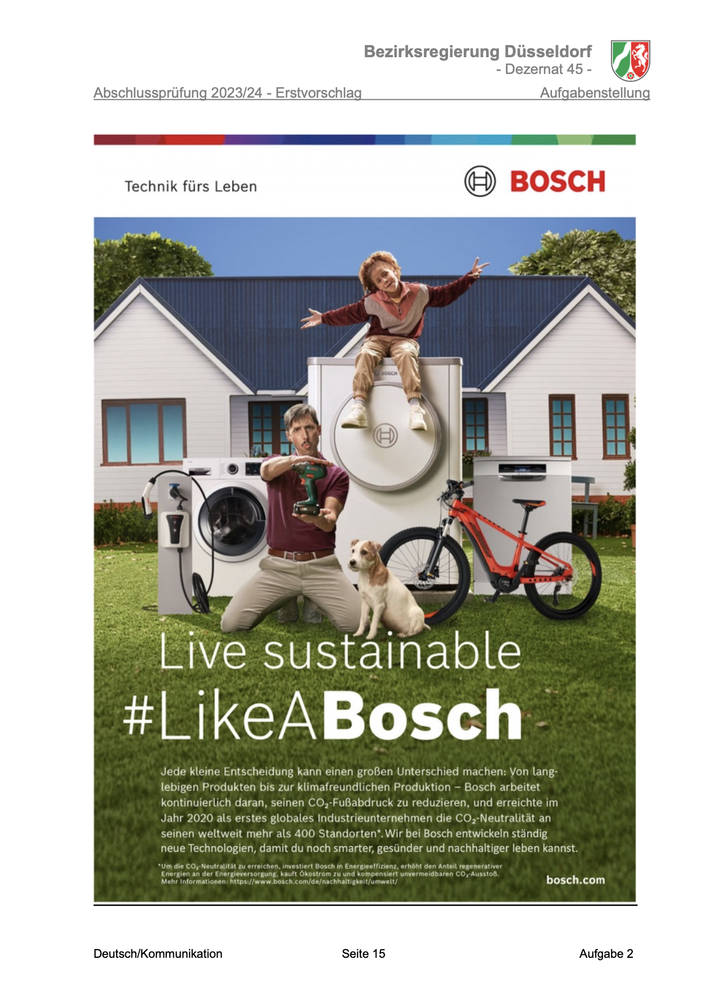 Bezirksregierung Düsseldorf
- Dezernat 45 -
Abschlussprüfung 2023/24 - Erstvorschlag Aufgabenstellung
Technik fürs Leben
BOSCH
BOSCH
Live sustainable
#LikeABosch
Jede kleine Entscheidung kann einen großen Unterschied machen: Von lang-
lebigen Produkten bis zur klimafreundlichen Produktion – Bosch arbeitet
kontinuierlich daran, seinen CO₂-Fußabdruck zu reduzieren, und erreichte im
Jahr 2020 als erstes globales Industrieunternehmen die CO₂-Neutralität an
seinen weltweit mehr als 400 Standorten*. Wir bei Bosch entwickeln ständig
neue Technologien, damit du noch smarter, gesünder und nachhaltiger leben kannst.
*Um die CO₂-Neutralität zu erreichen, investiert Bosch in Energieeffizienz, erhöht den Anteil regenerativer
Energien an der Energieversorgung, kauft Ökostrom zu und kompensiert unvermeidbaren CO₂-Ausstoß.
Mehr Informationen: https://www.bosch.com/de/nachhaltigkeit/umwelt/
bosch.com
Deutsch/Kommunikation Seite 15 Aufgabe 2